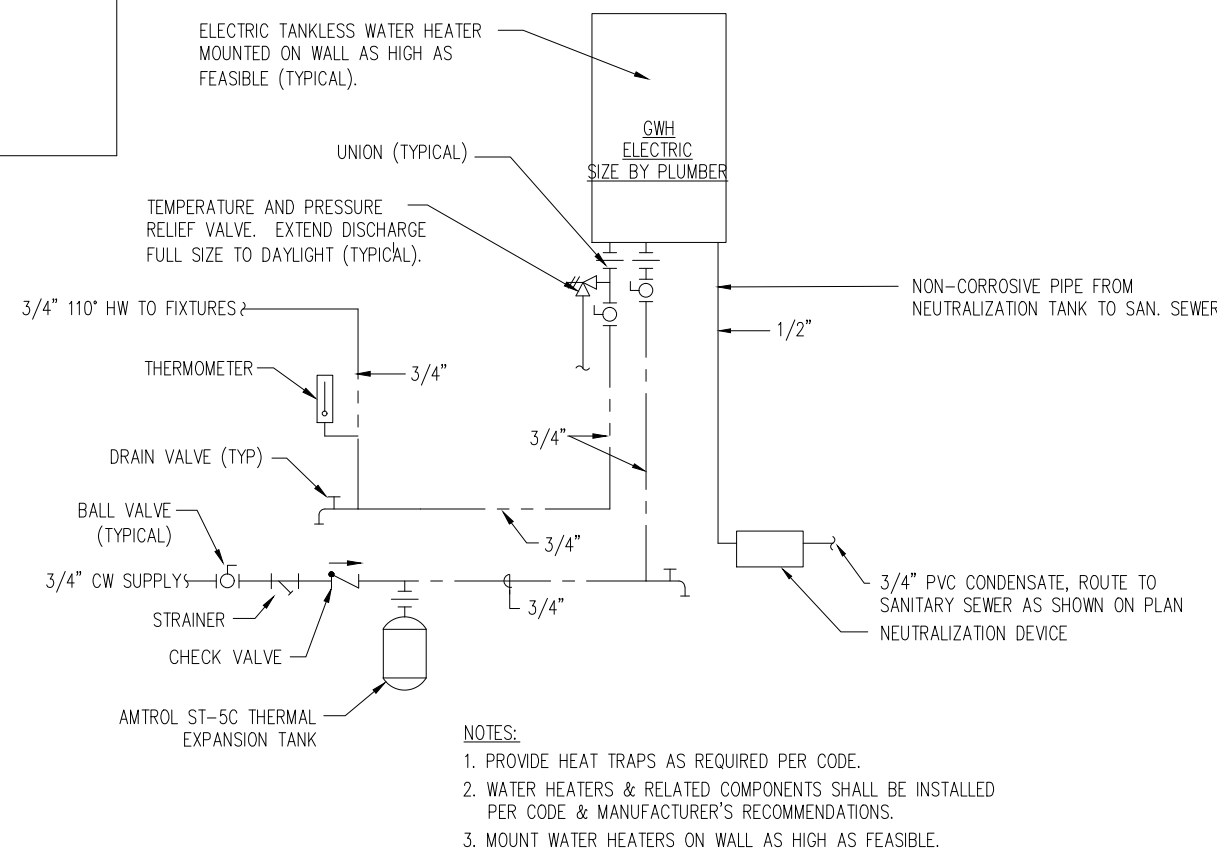 ELECTRIC TANKLESS WATER HEATER
MOUNTED ON WALL AS HIGH AS
FEASIBLE (TYPICAL).
GWH
ELECTRIC
SIZE BY PLUMBER
UNION (TYPICAL)
TEMPERATURE AND PRESSURE
RELIEF VALVE. EXTEND DISCHARGE
FULL SIZE TO DAYLIGHT (TYPICAL).
NON-CORROSIVE PIPE FROM
NEUTRALIZATION TANK TO SAN. SEWER
3/4" 110° HW TO FIXTURES
1/2"
THERMOMETER
3/4"
3/4"
DRAIN VALVE (TYP)
BALL VALVE
(TYPICAL)
3/4"
3/4" CW SUPPLY
3/4"
3/4" PVC CONDENSATE, ROUTE TO
SANITARY SEWER AS SHOWN ON PLAN
STRAINER
NEUTRALIZATION DEVICE
CHECK VALVE
AMTROL ST-5C THERMAL
EXPANSION TANK
NOTES:
1. PROVIDE HEAT TRAPS AS REQUIRED PER CODE.
2. WATER HEATERS & RELATED COMPONENTS SHALL BE INSTALLED
PER CODE & MANUFACTURER'S RECOMMENDATIONS.
3. MOUNT WATER HEATERS ON WALL AS HIGH AS FEASIBLE.